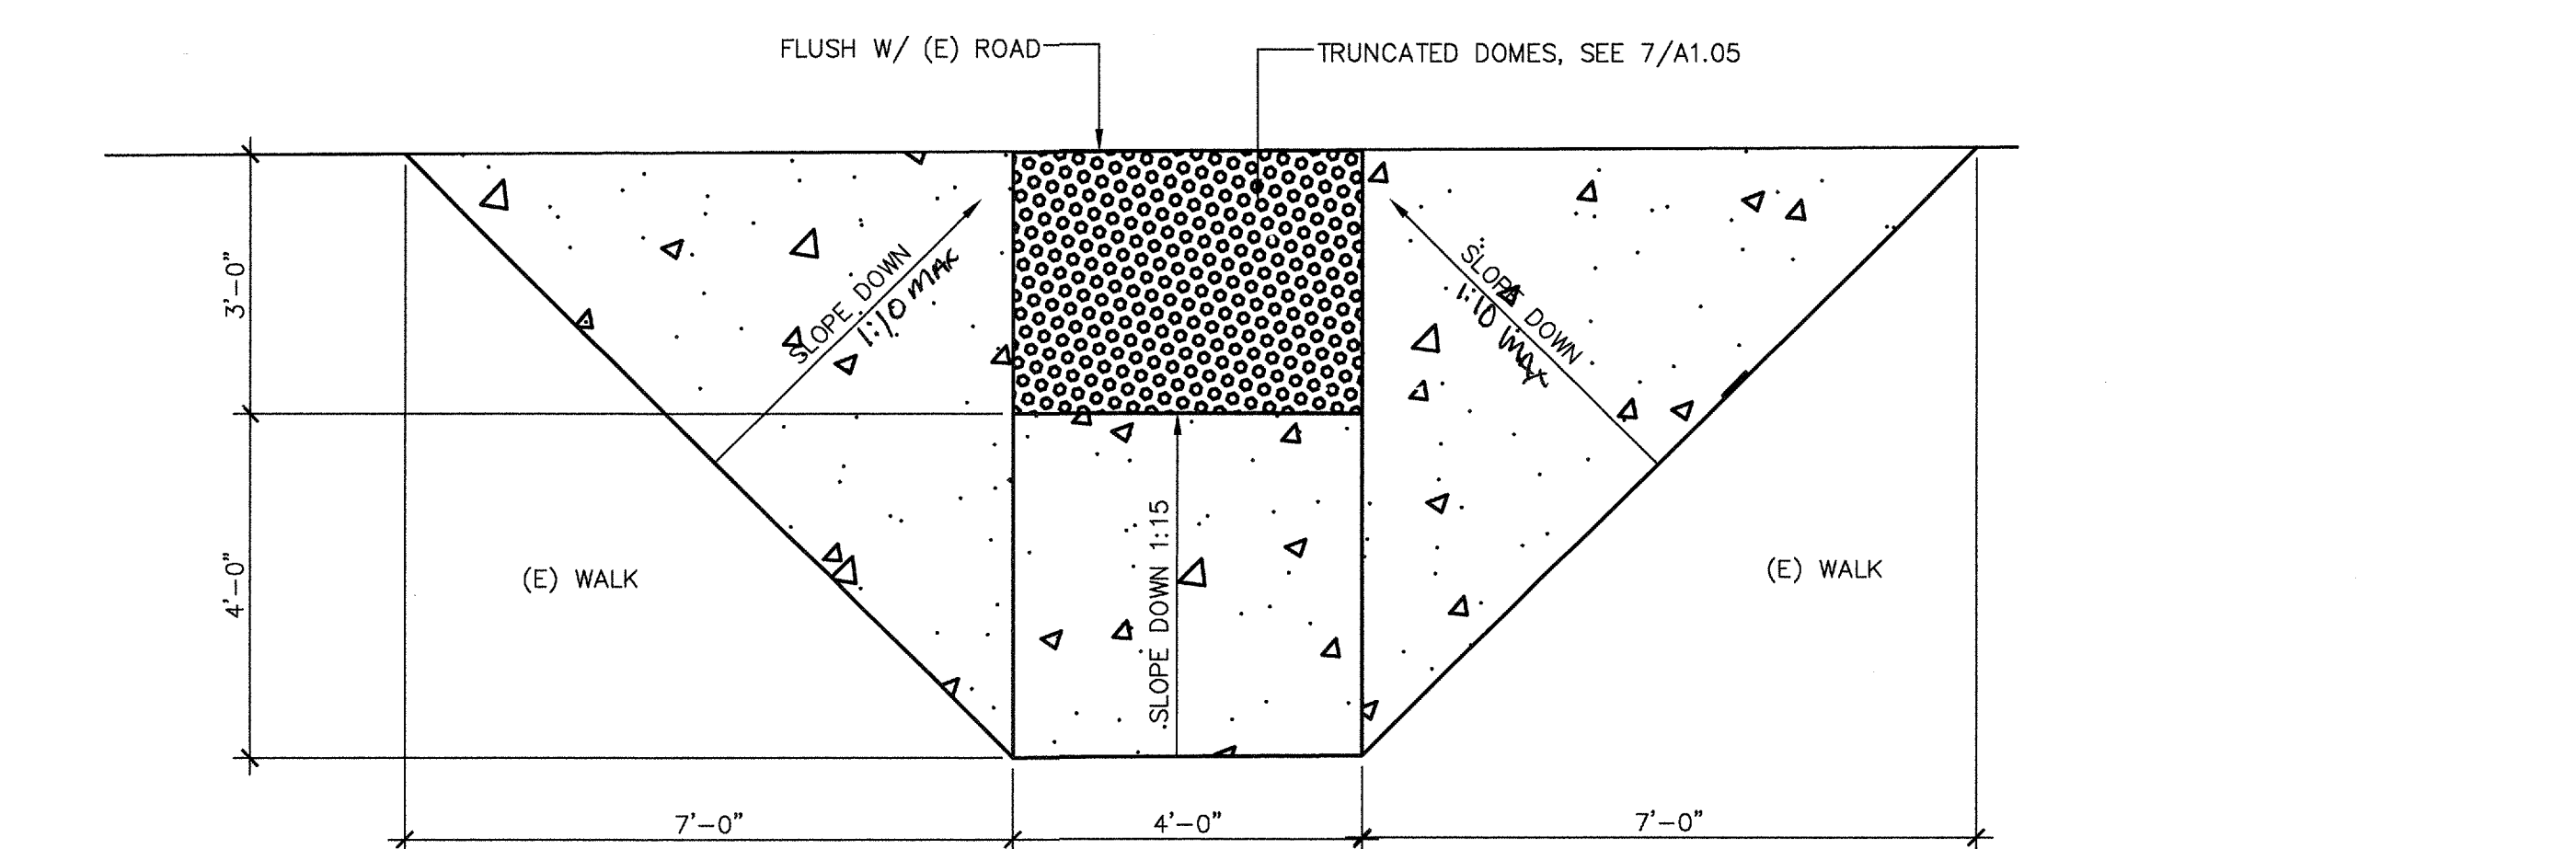 FLUSH W/ (E) ROAD
TRUNCATED DOMES, SEE 7/A1.05
3'-0"
SLOPE DOWN
1:10 MAX
SLOPE DOWN
1:10 MAX
4'-0"
(E) WALK
SLOPE DOWN 1:15
(E) WALK
7'-0"
4'-0"
7'-0"